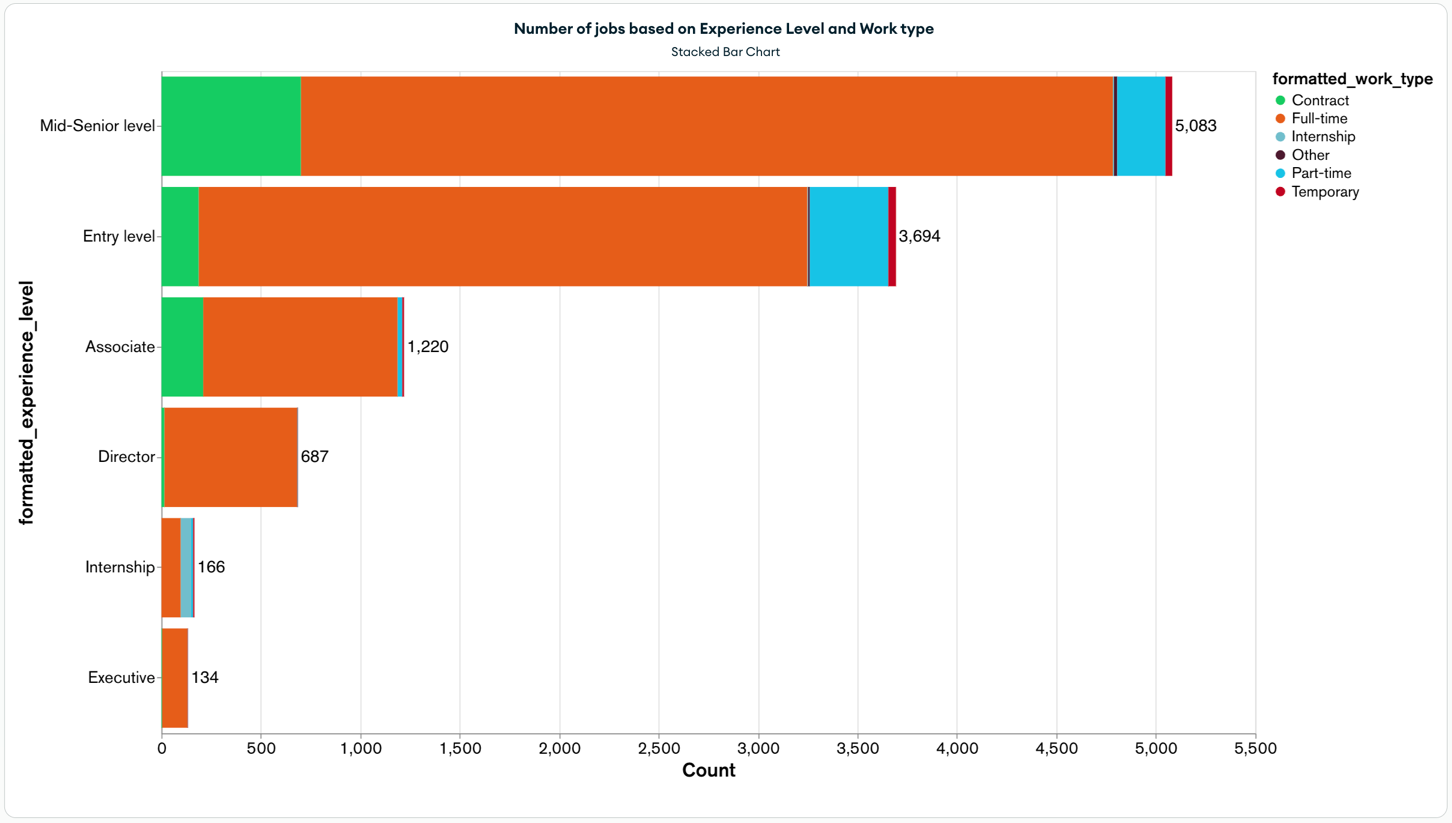 Number of jobs based on Experience Level and Work type
Stacked Bar Chart
formatted_work_type
Contract
Full-time
Internship
Other
Part-time
Temporary
formatted_experience_level
Mid-Senior level
5,083
Entry level
3,694
Associate
1,220
Director
687
Internship
166
Executive
134
0 500 1,000 1,500 2,000 2,500 3,000 3,500 4,000 4,500 5,000 5,500
Count